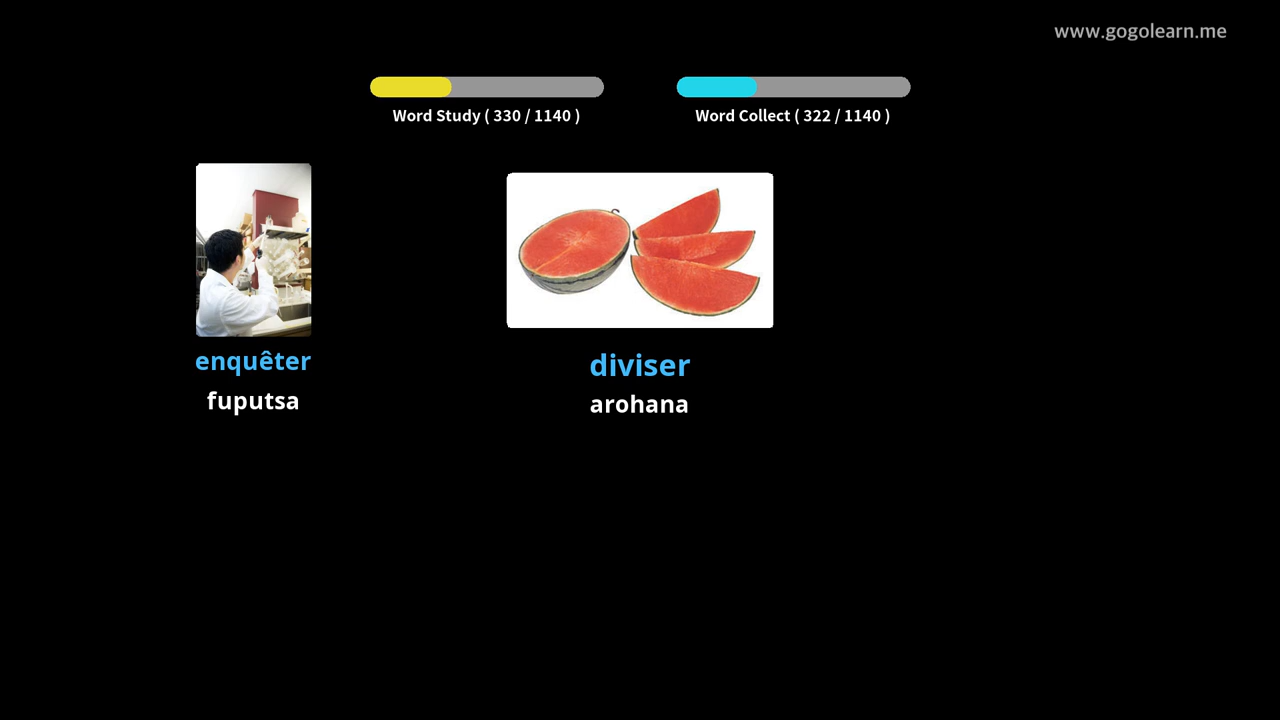 www.gogolearn.me
Word Study ( 330 / 1140 )
Word Collect ( 322 / 1140 )
enquêter
fuputsa
diviser
arohana